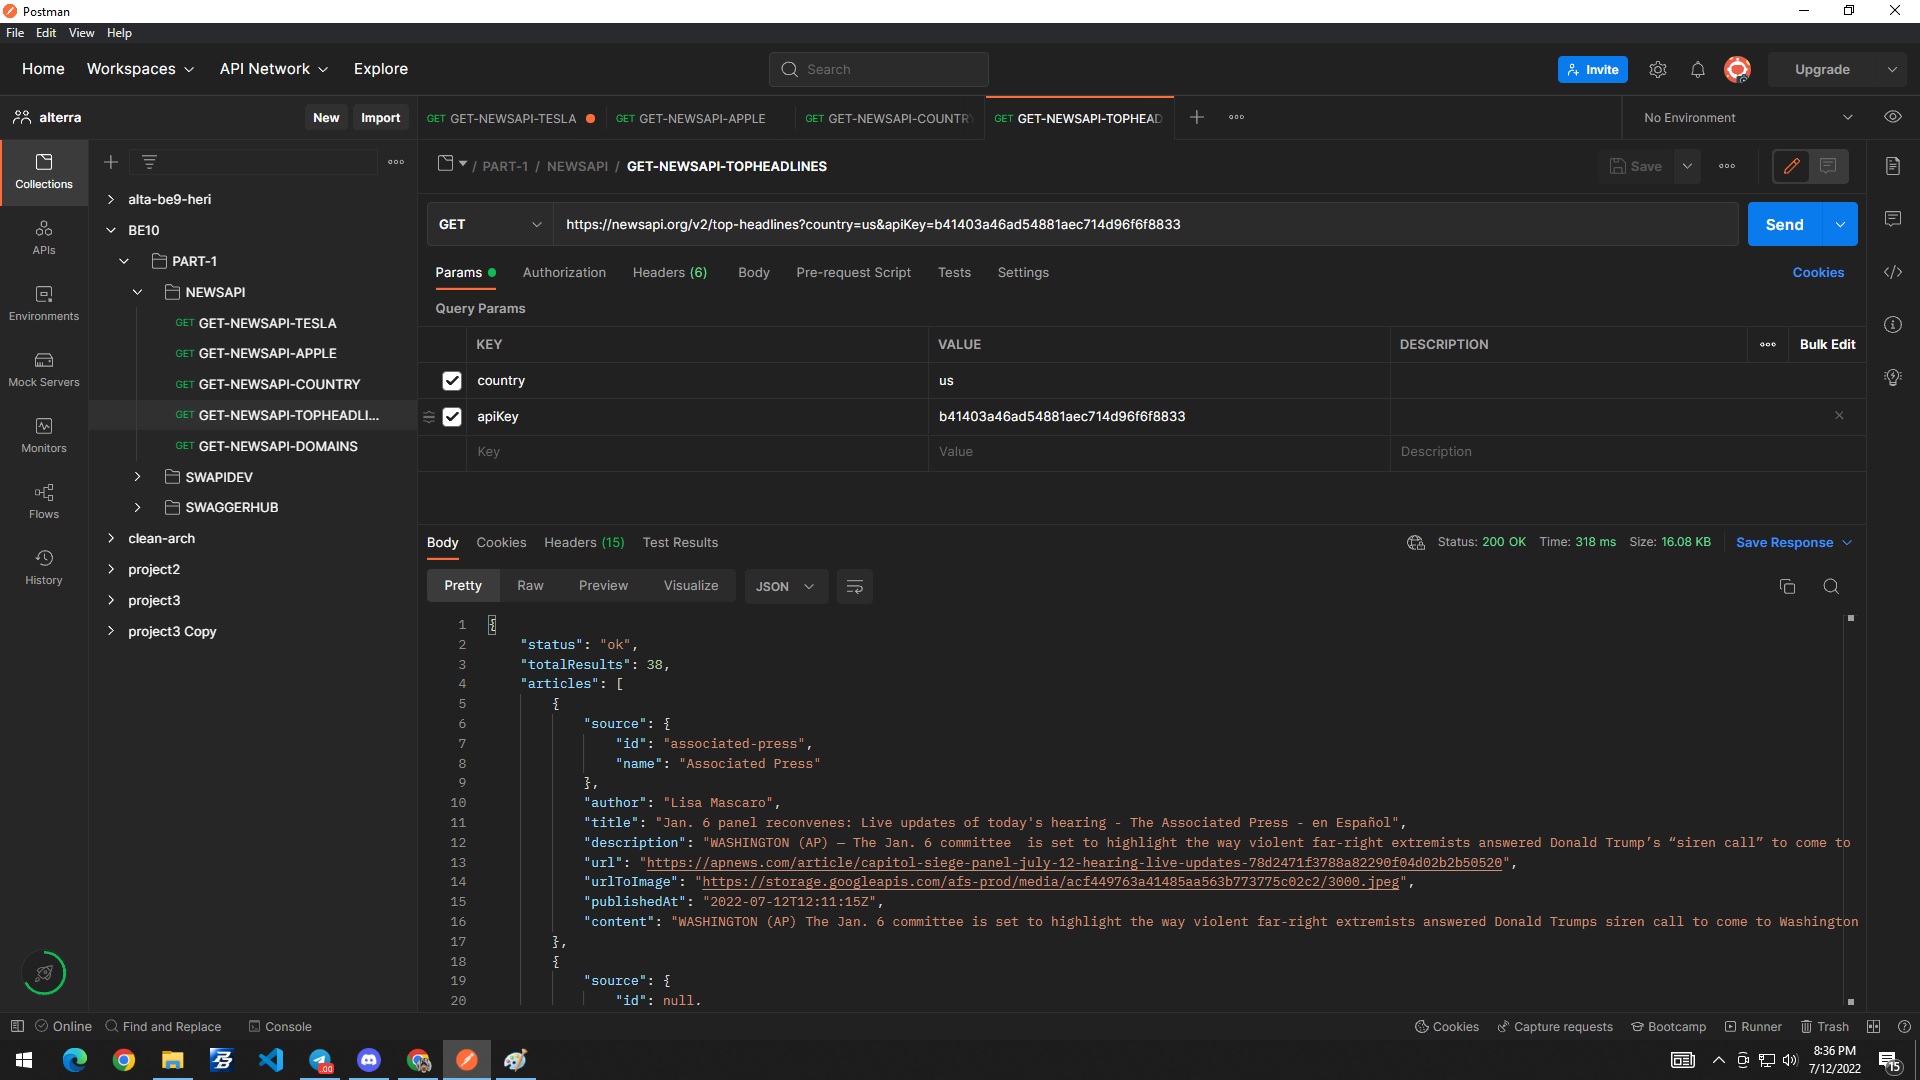 Postman
File Edit View Help
Home Workspaces API Network Explore Search Invite Upgrade
alterra New Import GET GET-NEWSAPI-TESLA GET GET-NEWSAPI-APPLE GET GET-NEWSAPI-COUNTR GET GET-NEWSAPI-TOPHEAD No Environment
Collections
APIs
Environments
Mock Servers
Monitors
Flows
History
alta-be9-heri
BE10
PART-1
NEWSAPI
GET GET-NEWSAPI-TESLA
GET GET-NEWSAPI-APPLE
GET GET-NEWSAPI-COUNTRY
GET GET-NEWSAPI-TOPHEADLI...
GET GET-NEWSAPI-DOMAINS
SWAPIDEV
SWAGGERHUB
clean-arch
project2
project3
project3 Copy
/ PART-1 / NEWSAPI / GET-NEWSAPI-TOPHEADLINES Save
GET https://newsapi.org/v2/top-headlines?country=us&apiKey=b41403a46ad54881aec714d96f6f8833 Send
Params Authorization Headers (6) Body Pre-request Script Tests Settings Cookies
Query Params
KEY VALUE DESCRIPTION Bulk Edit
country us
apiKey b41403a46ad54881aec714d96f6f8833
Key Value Description
Body Cookies Headers (15) Test Results Status: 200 OK Time: 318 ms Size: 16.08 KB Save Response
Pretty Raw Preview Visualize JSON
1 {
2 "status": "ok",
3 "totalResults": 38,
4 "articles": [
5 {
6 "source": {
7 "id": "associated-press",
8 "name": "Associated Press"
9 },
10 "author": "Lisa Mascaro",
11 "title": "Jan. 6 panel reconvenes: Live updates of today's hearing - The Associated Press - en Español",
12 "description": "WASHINGTON (AP) — The Jan. 6 committee  is set to highlight the way violent far-right extremists answered Donald Trump’s “siren call” to come to
13 "url": "https://apnews.com/article/capitol-siege-panel-july-12-hearing-live-updates-78d2471f3788a82290f04d02b2b50520",
14 "urlToImage": "https://storage.googleapis.com/afs-prod/media/acf449763a41485aa563b773775c02c2/3000.jpeg",
15 "publishedAt": "2022-07-12T12:11:15Z",
16 "content": "WASHINGTON (AP) The Jan. 6 committee is set to highlight the way violent far-right extremists answered Donald Trumps siren call to come to Washington
17 },
18 {
19 "source": {
20 "id": null,
Online Find and Replace Console Cookies Capture requests Bootcamp Runner Trash
8:36 PM
7/12/2022
15